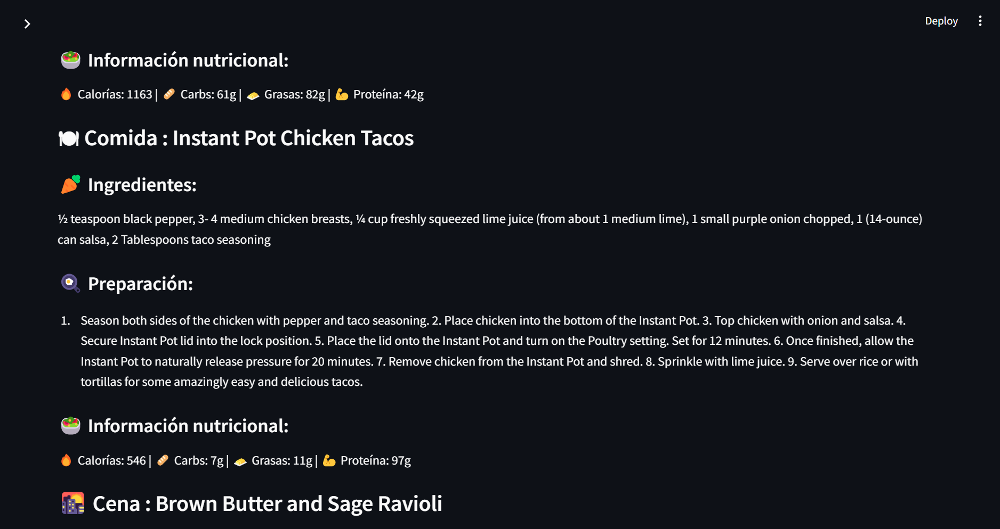 Deploy
Información nutricional:
Calorías: 1163 | Carbs: 61g | Grasas: 82g | Proteína: 42g
Comida : Instant Pot Chicken Tacos
Ingredientes:
½ teaspoon black pepper, 3- 4 medium chicken breasts, ¼ cup freshly squeezed lime juice (from about 1 medium lime), 1 small purple onion chopped, 1 (14-ounce)
can salsa, 2 Tablespoons taco seasoning
Preparación:
1. Season both sides of the chicken with pepper and taco seasoning. 2. Place chicken into the bottom of the Instant Pot. 3. Top chicken with onion and salsa. 4.
Secure Instant Pot lid into the lock position. 5. Place the lid onto the Instant Pot and turn on the Poultry setting. Set for 12 minutes. 6. Once finished, allow the
Instant Pot to naturally release pressure for 20 minutes. 7. Remove chicken from the Instant Pot and shred. 8. Sprinkle with lime juice. 9. Serve over rice or with
tortillas for some amazingly easy and delicious tacos.
Información nutricional:
Calorías: 546 | Carbs: 7g | Grasas: 11g | Proteína: 97g
Cena : Brown Butter and Sage Ravioli